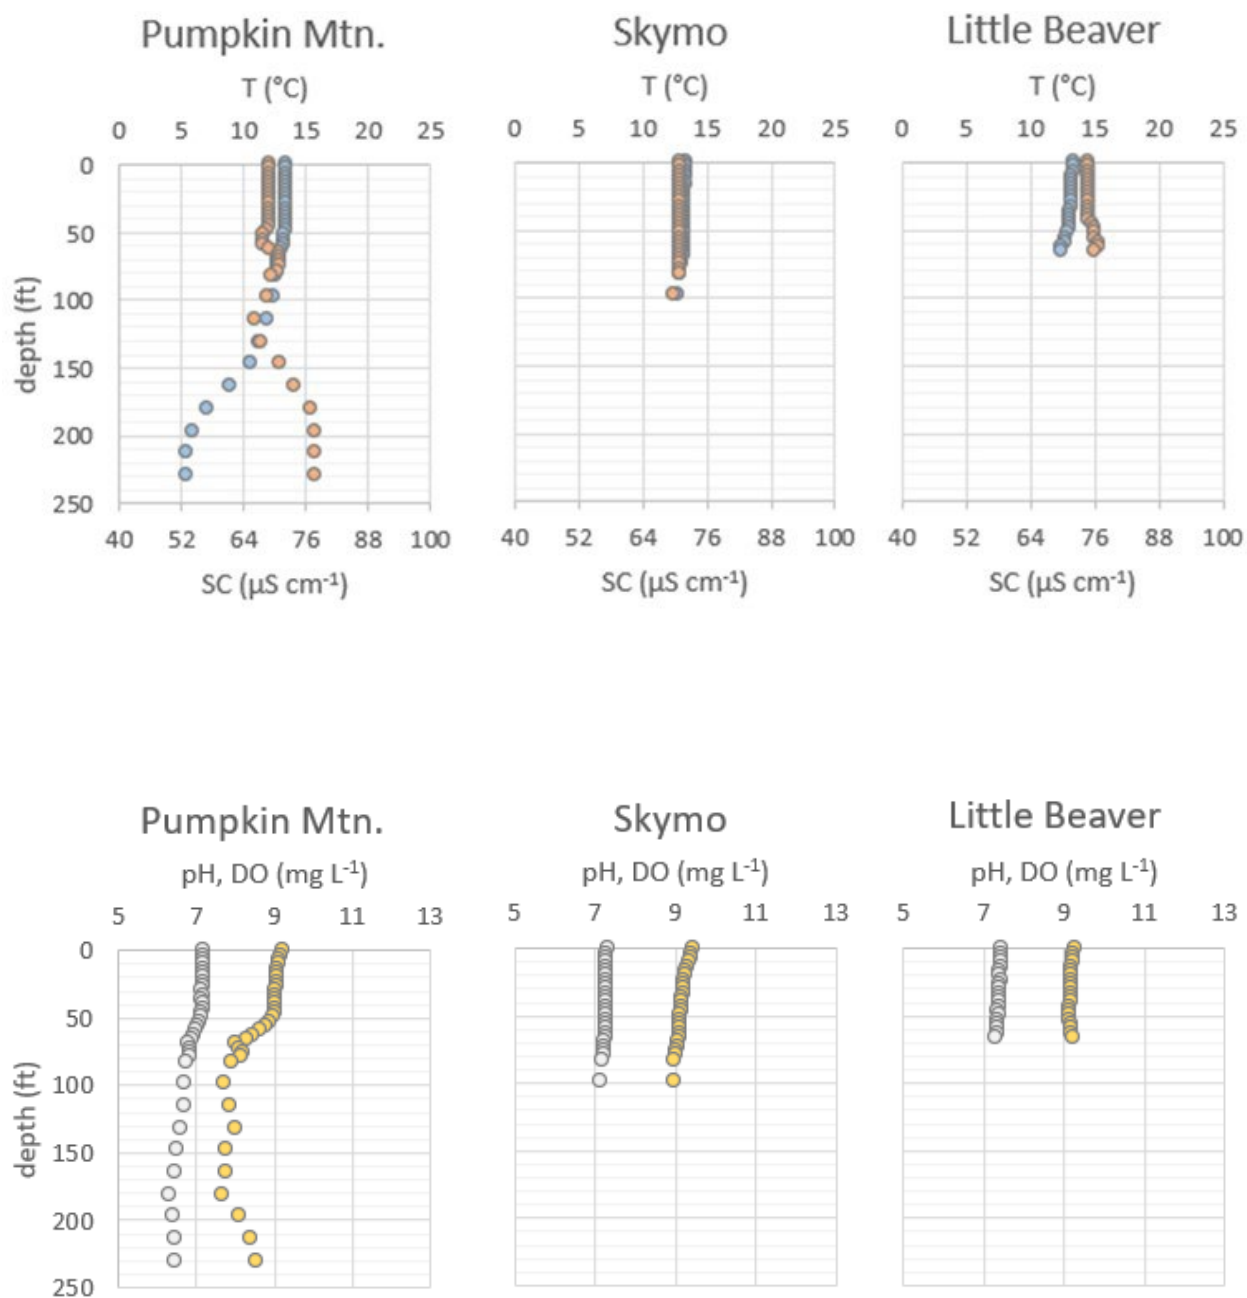 Pumpkin Mtn. Skymo Little Beaver
T (°C) T (°C) T (°C)
0 5 10 15 20 25 0 5 10 15 20 25 0 5 10 15 20 25
0
50
100
150
200
250
depth (ft)
40 52 64 76 88 100 40 52 64 76 88 100 40 52 64 76 88 100
SC (µS cm⁻¹) SC (µS cm⁻¹) SC (µS cm⁻¹)
Pumpkin Mtn. Skymo Little Beaver
pH, DO (mg L⁻¹) pH, DO (mg L⁻¹) pH, DO (mg L⁻¹)
5 7 9 11 13 5 7 9 11 13 5 7 9 11 13
0
50
100
150
200
250
depth (ft)